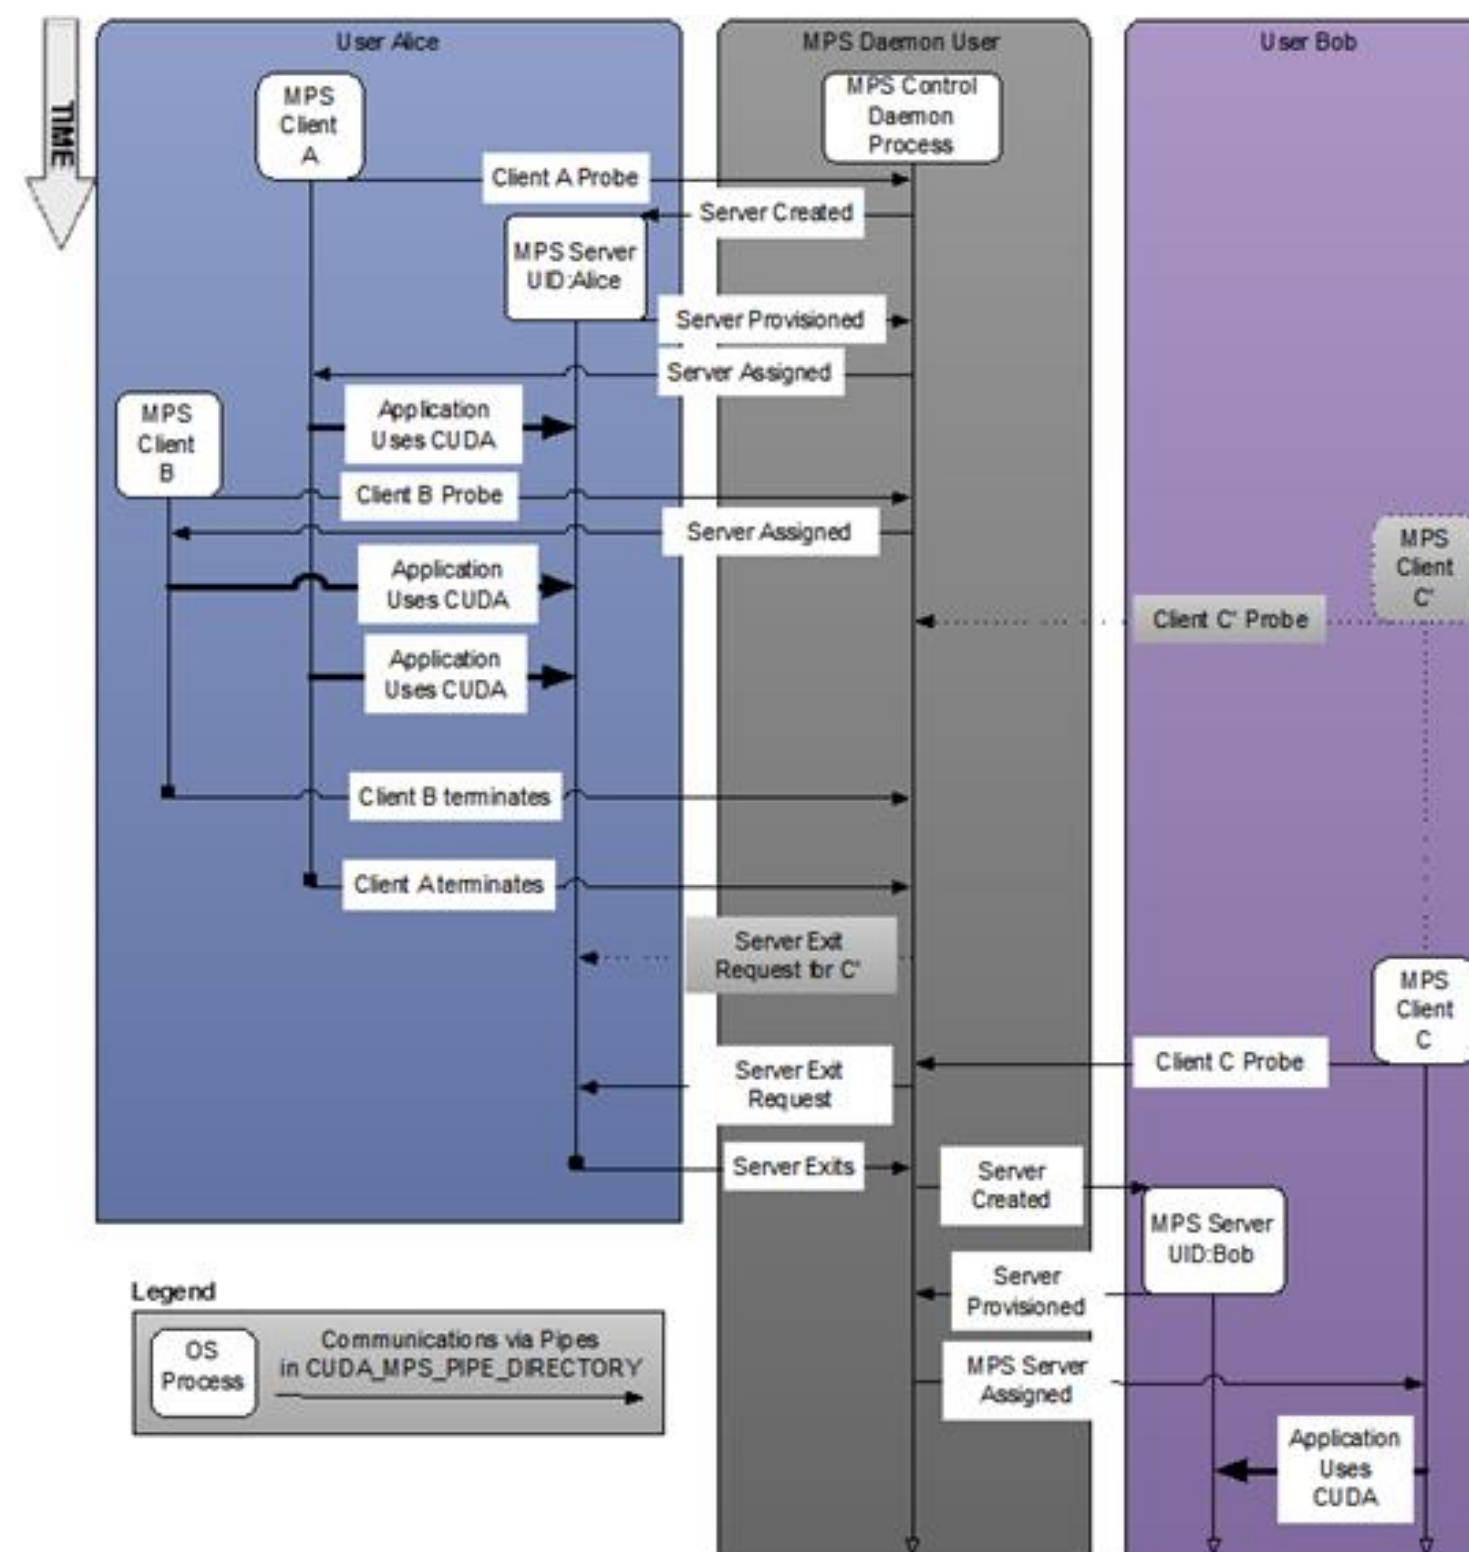 User Alice
MPS Daemon User
User Bob
TIME
MPS
Client
A
MPS Control
Daemon
Process
Client A Probe
Server Created
MPS Server
UID:Alice
Server Provisioned
Server Assigned
MPS
Client
B
Application
Uses CUDA
Client B Probe
Server Assigned
MPS
Client
C'
Application
Uses CUDA
Client C' Probe
Application
Uses CUDA
Client B terminates
Client A terminates
Server Exit
Request for C'
MPS
Client
C
Client C Probe
Server Exit
Request
Server Exits
Server
Created
MPS Server
UID:Bob
Server
Provisioned
MPS Server
Assigned
Application
Uses
CUDA
Legend
OS
Process
Communications via Pipes
in CUDA_MPS_PIPE_DIRECTORY